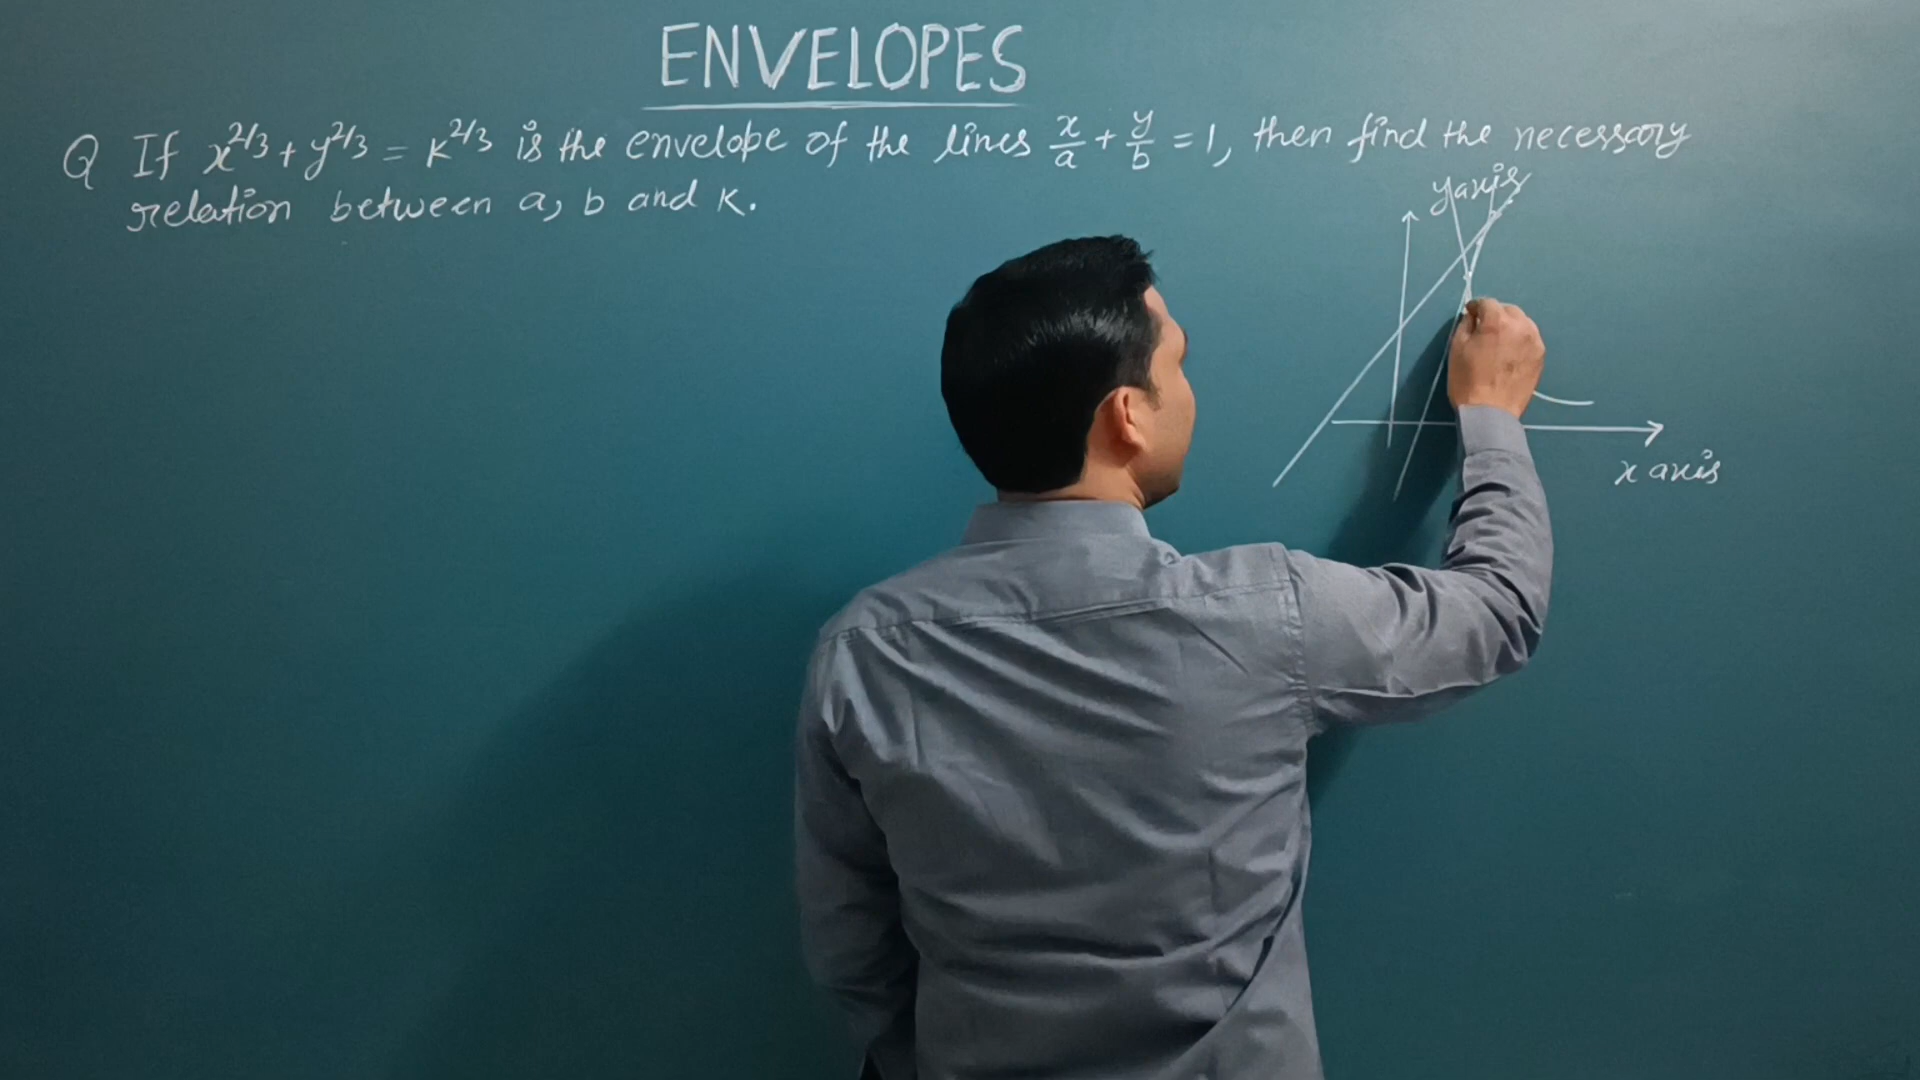 ENVELOPES
Q If x^{2/3} + y^{2/3} = K^{2/3} is the envelope of the lines x/a + y/b = 1, then find the necessary
relation between a, b and K.
y axis
x axis